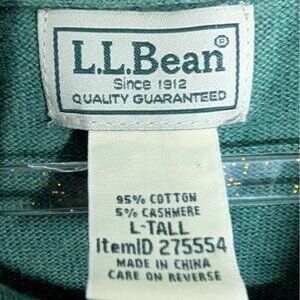 L.L.Bean®
Since 1912
QUALITY GUARANTEED
95% COTTON
5% CASHMERE
L-TALL
ItemID 275554
MADE IN CHINA
CARE ON REVERSE